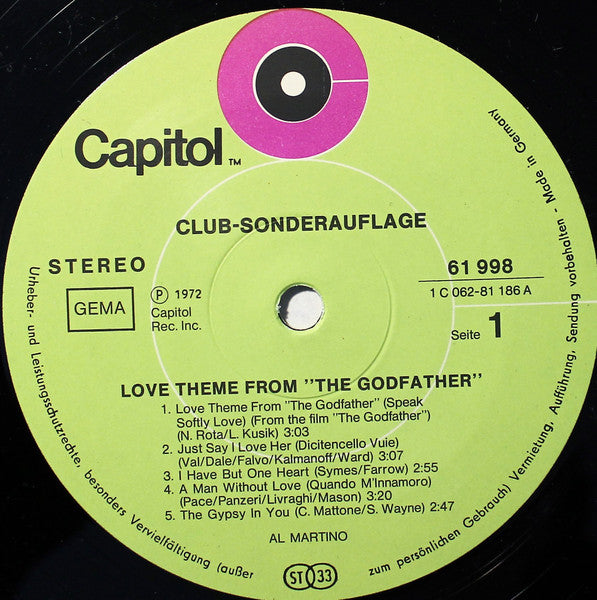 Capitol TM
CLUB-SONDERAUFLAGE
STEREO
GEMA
℗ 1972
Capitol
Rec. Inc.
61 998
1 C 062-81 186 A
Seite 1
LOVE THEME FROM "THE GODFATHER"
1. Love Theme From "The Godfather" (Speak
Softly Love) (From the film "The Godfather")
(N. Rota/L. Kusik) 3:03
2. Just Say I Love Her (Dicitencello Vuie)
(Val/Dale/Falvo/Kalmanoff/Ward) 3:07
3. I Have But One Heart (Symes/Farrow) 2:55
4. A Man Without Love (Quando M'Innamoro)
(Pace/Panzeri/Livraghi/Mason) 3:20
5. The Gypsy In You (C. Mattone/S. Wayne) 2:47
AL MARTINO
ST 33
Urheber- und Leistungsschutzrechte, besonders Vervielfältigung (außer zum persönlichen Gebrauch) Vermietung, Aufführung, Sendung vorbehalten - Made in Germany